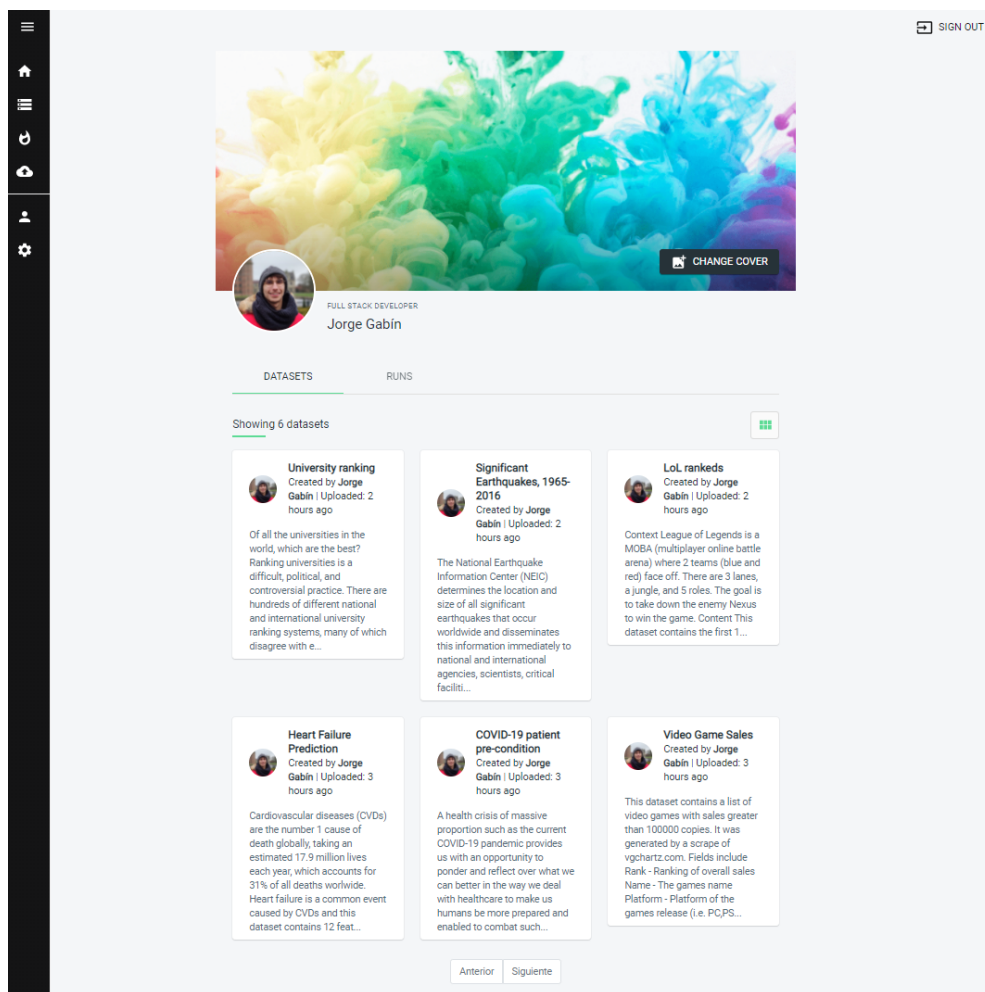 SIGN OUT
CHANGE COVER
FULL STACK DEVELOPER
Jorge Gabín
DATASETS
RUNS
Showing 6 datasets
University ranking
Created by Jorge
Gabín | Uploaded: 2
hours ago
Of all the universities in the
world, which are the best?
Ranking universities is a
difficult, political, and
controversial practice. There are
hundreds of different national
and international university
ranking systems, many of which
disagree with e...
Significant
Earthquakes, 1965-
2016
Created by Jorge
Gabín | Uploaded: 2
hours ago
The National Earthquake
Information Center (NEIC)
determines the location and
size of all significant
earthquakes that occur
worldwide and disseminates
this information immediately to
national and international
agencies, scientists, critical
faciliti...
LoL rankeds
Created by Jorge
Gabín | Uploaded: 2
hours ago
Context League of Legends is a
MOBA (multiplayer online battle
arena) where 2 teams (blue and
red) face off. There are 3 lanes,
a jungle, and 5 roles. The goal is
to take down the enemy Nexus
to win the game. Content This
dataset contains the first 1...
Heart Failure
Prediction
Created by Jorge
Gabín | Uploaded: 3
hours ago
Cardiovascular diseases (CVDs)
are the number 1 cause of
death globally, taking an
estimated 17.9 million lives
each year, which accounts for
31% of all deaths worlwide.
Heart failure is a common event
caused by CVDs and this
dataset contains 12 feat...
COVID-19 patient
pre-condition
Created by Jorge
Gabín | Uploaded: 3
hours ago
A health crisis of massive
proportion such as the current
COVID-19 pandemic provides
us with an opportunity to
ponder and reflect over what we
can better in the way we deal
with healthcare to make us
humans be more prepared and
enabled to combat such...
Video Game Sales
Created by Jorge
Gabín | Uploaded: 3
hours ago
This dataset contains a list of
video games with sales greater
than 100000 copies. It was
generated by a scrape of
vgchartz.com. Fields include
Rank - Ranking of overall sales
Name - The games name
Platform - Platform of the
games release (i.e. PC,PS...
Anterior
Siguiente